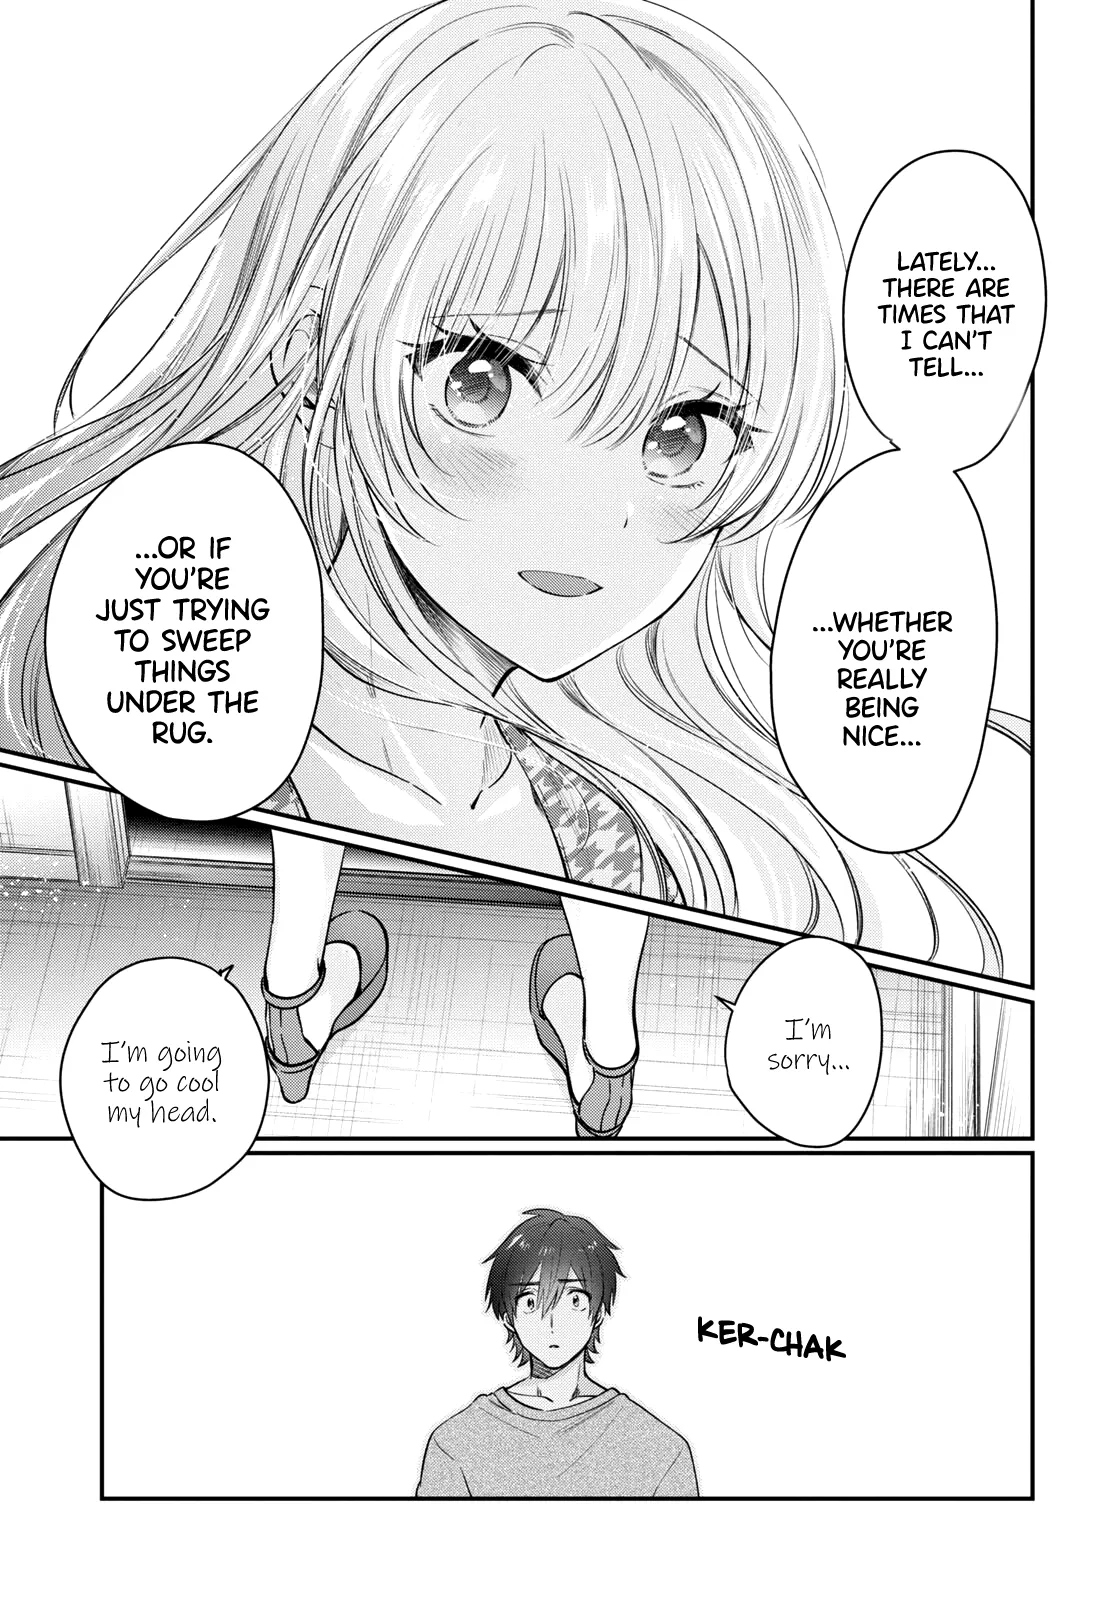 LATELY...
THERE ARE
TIMES THAT
I CAN'T
TELL...
...WHETHER
YOU'RE
REALLY
BEING
NICE...
...OR IF
YOU'RE
JUST TRYING
TO SWEEP
THINGS
UNDER THE
RUG.
I'm
sorry...
I'm going
to go cool
my head.
KER-CHAK